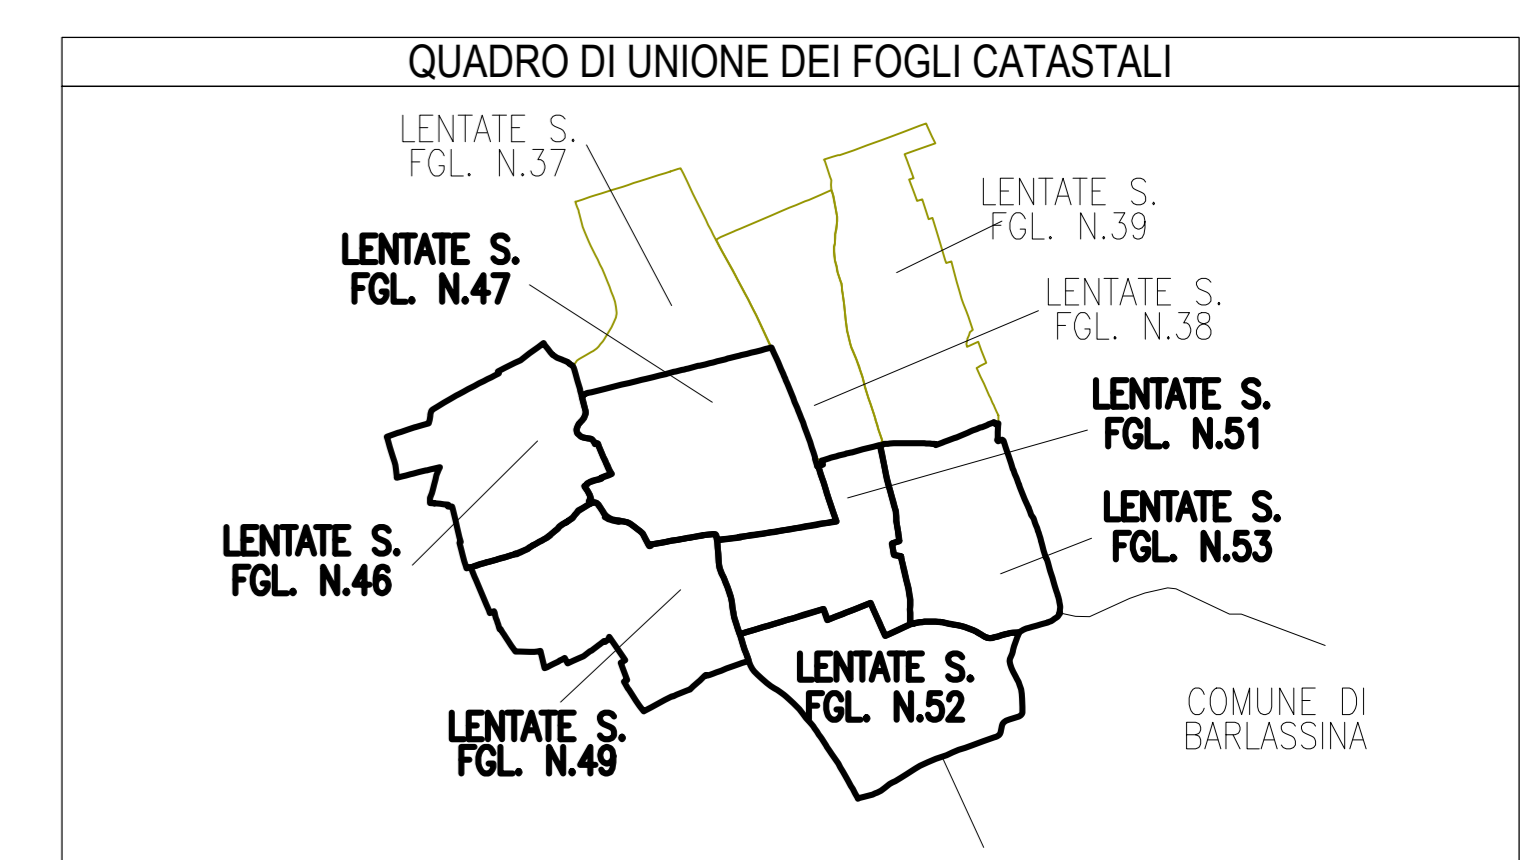 QUADRO DI UNIONE DEI FOGLI CATASTALI
LENTATE S.
FGL. N.37
LENTATE S.
FGL. N.39
LENTATE S.
FGL. N.47
LENTATE S.
FGL. N.38
LENTATE S.
FGL. N.51
LENTATE S.
FGL. N.53
LENTATE S.
FGL. N.46
LENTATE S.
FGL. N.52
LENTATE S.
FGL. N.49
COMUNE DI
BARLASSINA